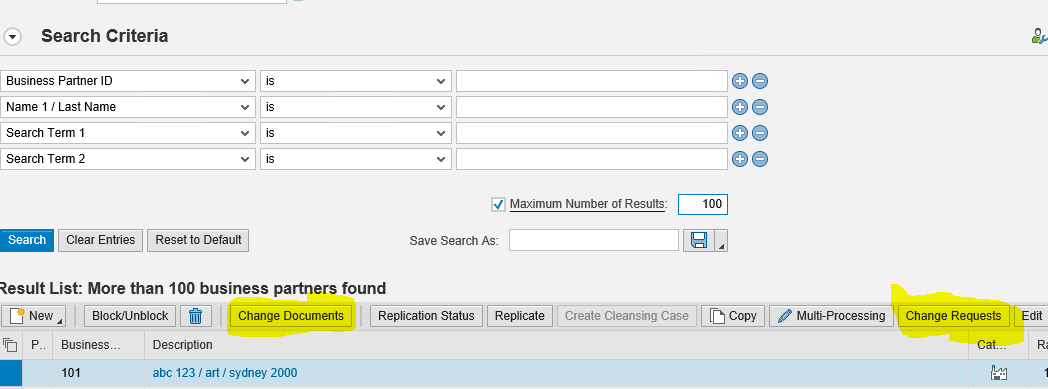 Search Criteria
Business Partner ID is
Name 1 / Last Name is
Search Term 1 is
Search Term 2 is
Maximum Number of Results: 100
Search Clear Entries Reset to Default Save Search As:
Result List: More than 100 business partners found
New Block/Unblock Change Documents Replication Status Replicate Create Cleansing Case Copy Multi-Processing Change Requests Edit
P.. Business... Description Cat... Ra
101 abc 123 / art / sydney 2000 1